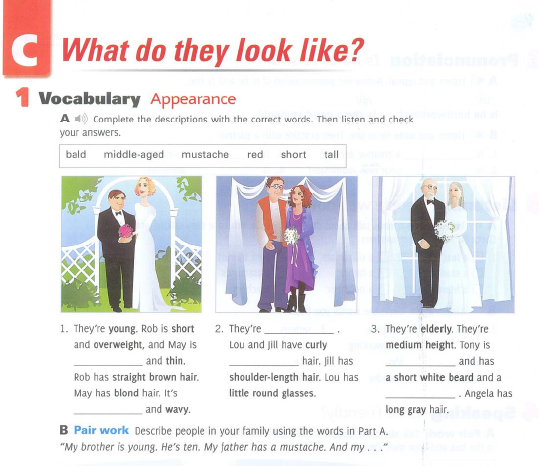 C What do they look like?
1 Vocabulary Appearance
A Complete the descriptions with the correct words. Then listen and check
your answers.
bald middle-aged mustache red short tall
1. They're young. Rob is short
and overweight, and May is
____________ and thin.
Rob has straight brown hair.
May has blond hair. It's
____________ and wavy.
2. They're ____________ .
Lou and Jill have curly
____________ hair. Jill has
shoulder-length hair. Lou has
little round glasses.
3. They're elderly. They're
medium height. Tony is
____________ and has
a short white beard and a
____________ . Angela has
long gray hair.
B Pair work Describe people in your family using the words in Part A.
"My brother is young. He's ten. My father has a mustache. And my . . ."